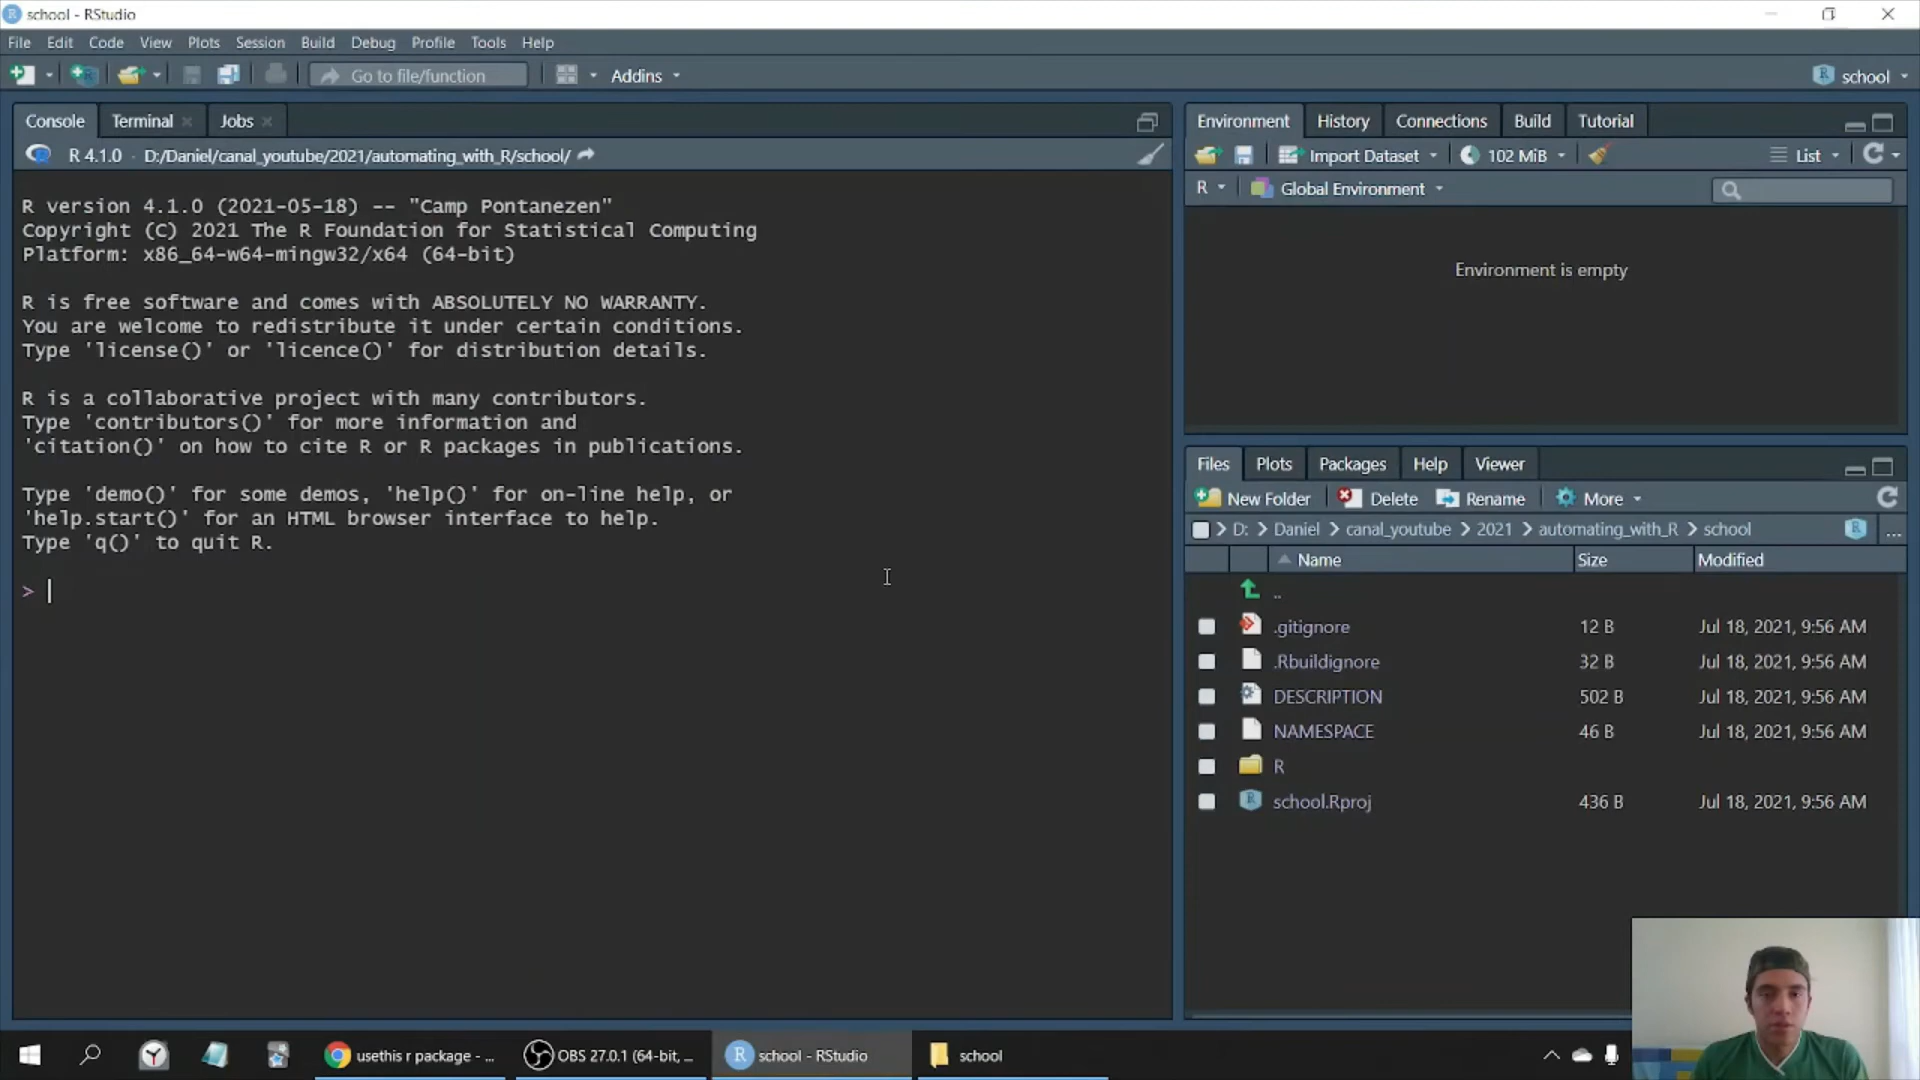 school - RStudio
File Edit Code View Plots Session Build Debug Profile Tools Help
Go to file/function Addins school
Console Terminal Jobs
R 4.1.0 · D:/Daniel/canal_youtube/2021/automating_with_R/school/
R version 4.1.0 (2021-05-18) -- "Camp Pontanezen"
Copyright (C) 2021 The R Foundation for Statistical Computing
Platform: x86_64-w64-mingw32/x64 (64-bit)
R is free software and comes with ABSOLUTELY NO WARRANTY.
You are welcome to redistribute it under certain conditions.
Type 'license()' or 'licence()' for distribution details.
R is a collaborative project with many contributors.
Type 'contributors()' for more information and
'citation()' on how to cite R or R packages in publications.
Type 'demo()' for some demos, 'help()' for on-line help, or
'help.start()' for an HTML browser interface to help.
Type 'q()' to quit R.
>
Environment History Connections Build Tutorial
Import Dataset 102 MiB List
R Global Environment
Environment is empty
Files Plots Packages Help Viewer
New Folder Delete Rename More
D: Daniel canal_youtube 2021 automating_with_R school ...
Name Size Modified
..
.gitignore 12 B Jul 18, 2021, 9:56 AM
.Rbuildignore 32 B Jul 18, 2021, 9:56 AM
DESCRIPTION 502 B Jul 18, 2021, 9:56 AM
NAMESPACE 46 B Jul 18, 2021, 9:56 AM
R
school.Rproj 436 B Jul 18, 2021, 9:56 AM
usethis r package - ... OBS 27.0.1 (64-bit, ... school - RStudio school